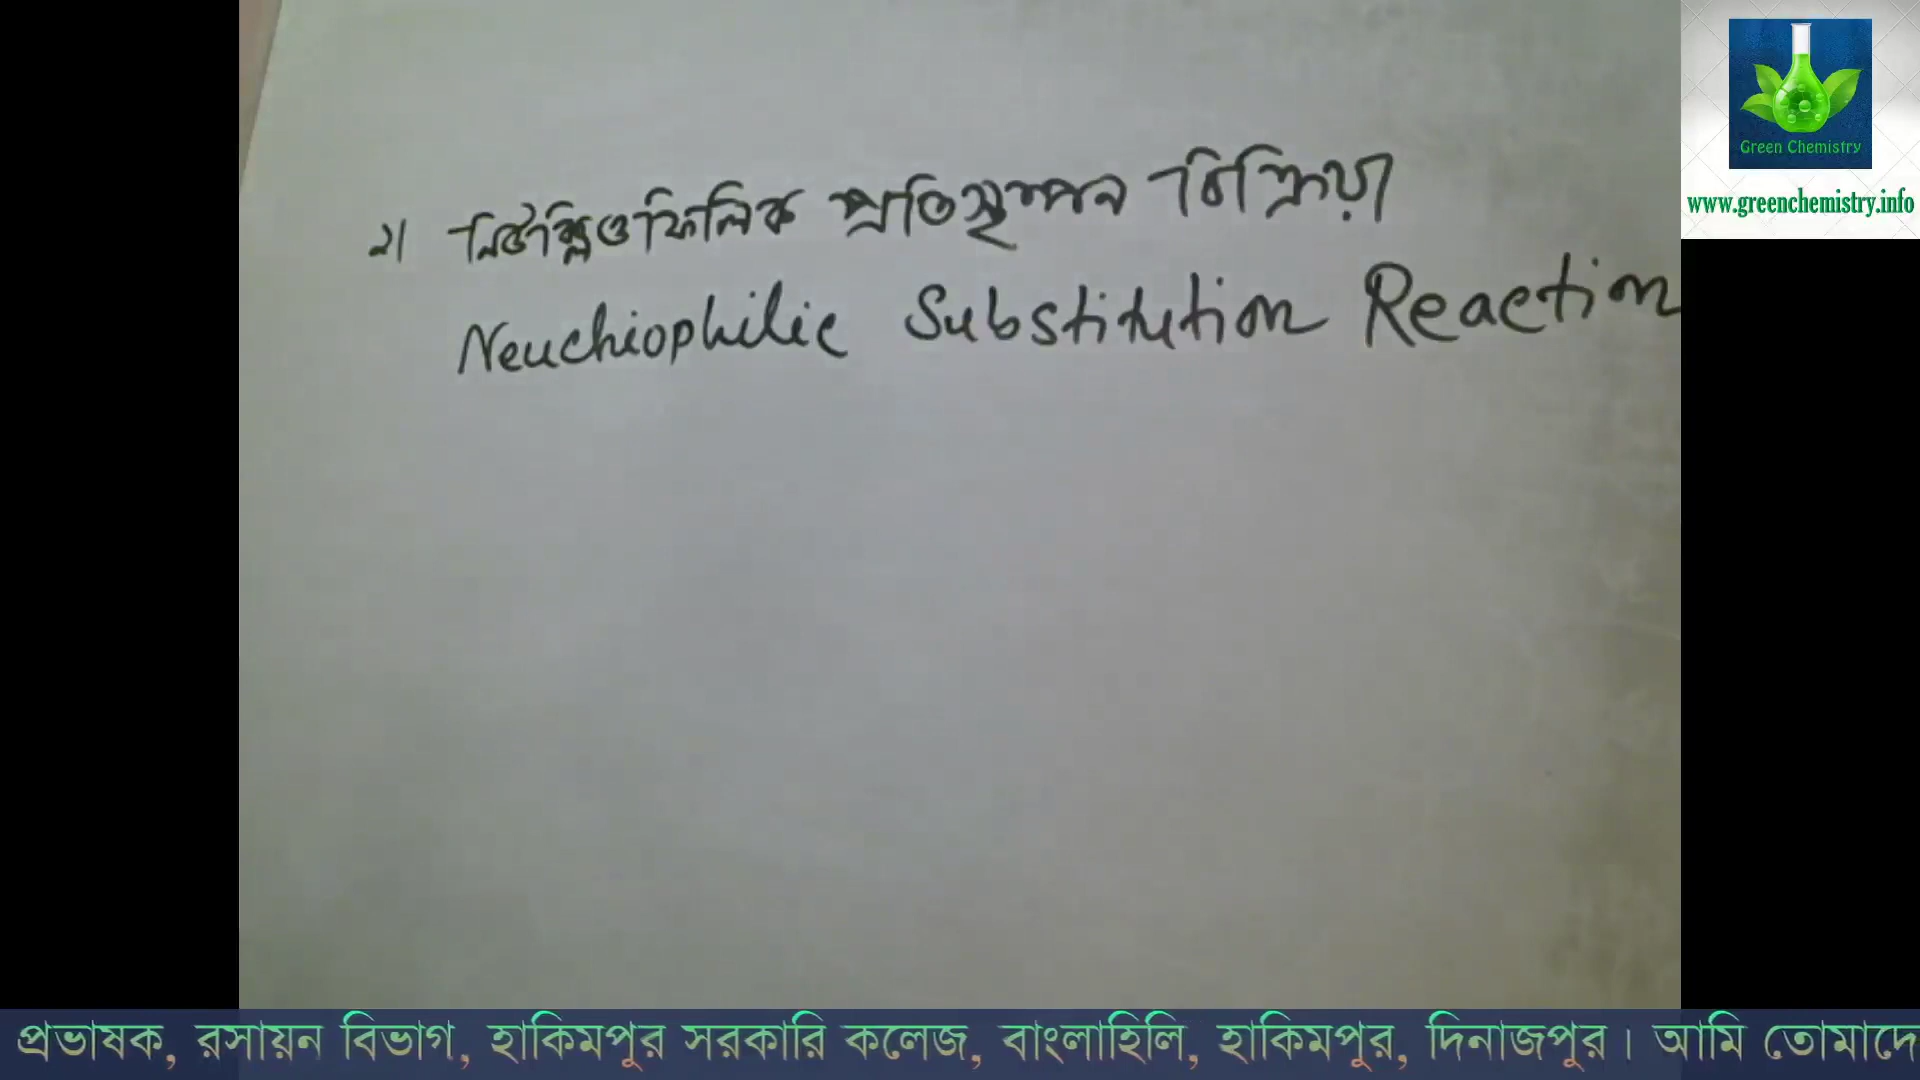 ২। নিউক্লিওফিলিক প্রতিস্থাপন বিক্রিয়া
Neuchiophilic Substitution Reaction
Green Chemistry
www.greenchemistry.info
প্রভাষক, রসায়ন বিভাগ, হাকিমপুর সরকারি কলেজ, বাংলাহিলি, হাকিমপুর, দিনাজপুর। আমি তোমাদে